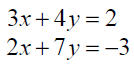 3x + 4y = 2
2x + 7y = −3